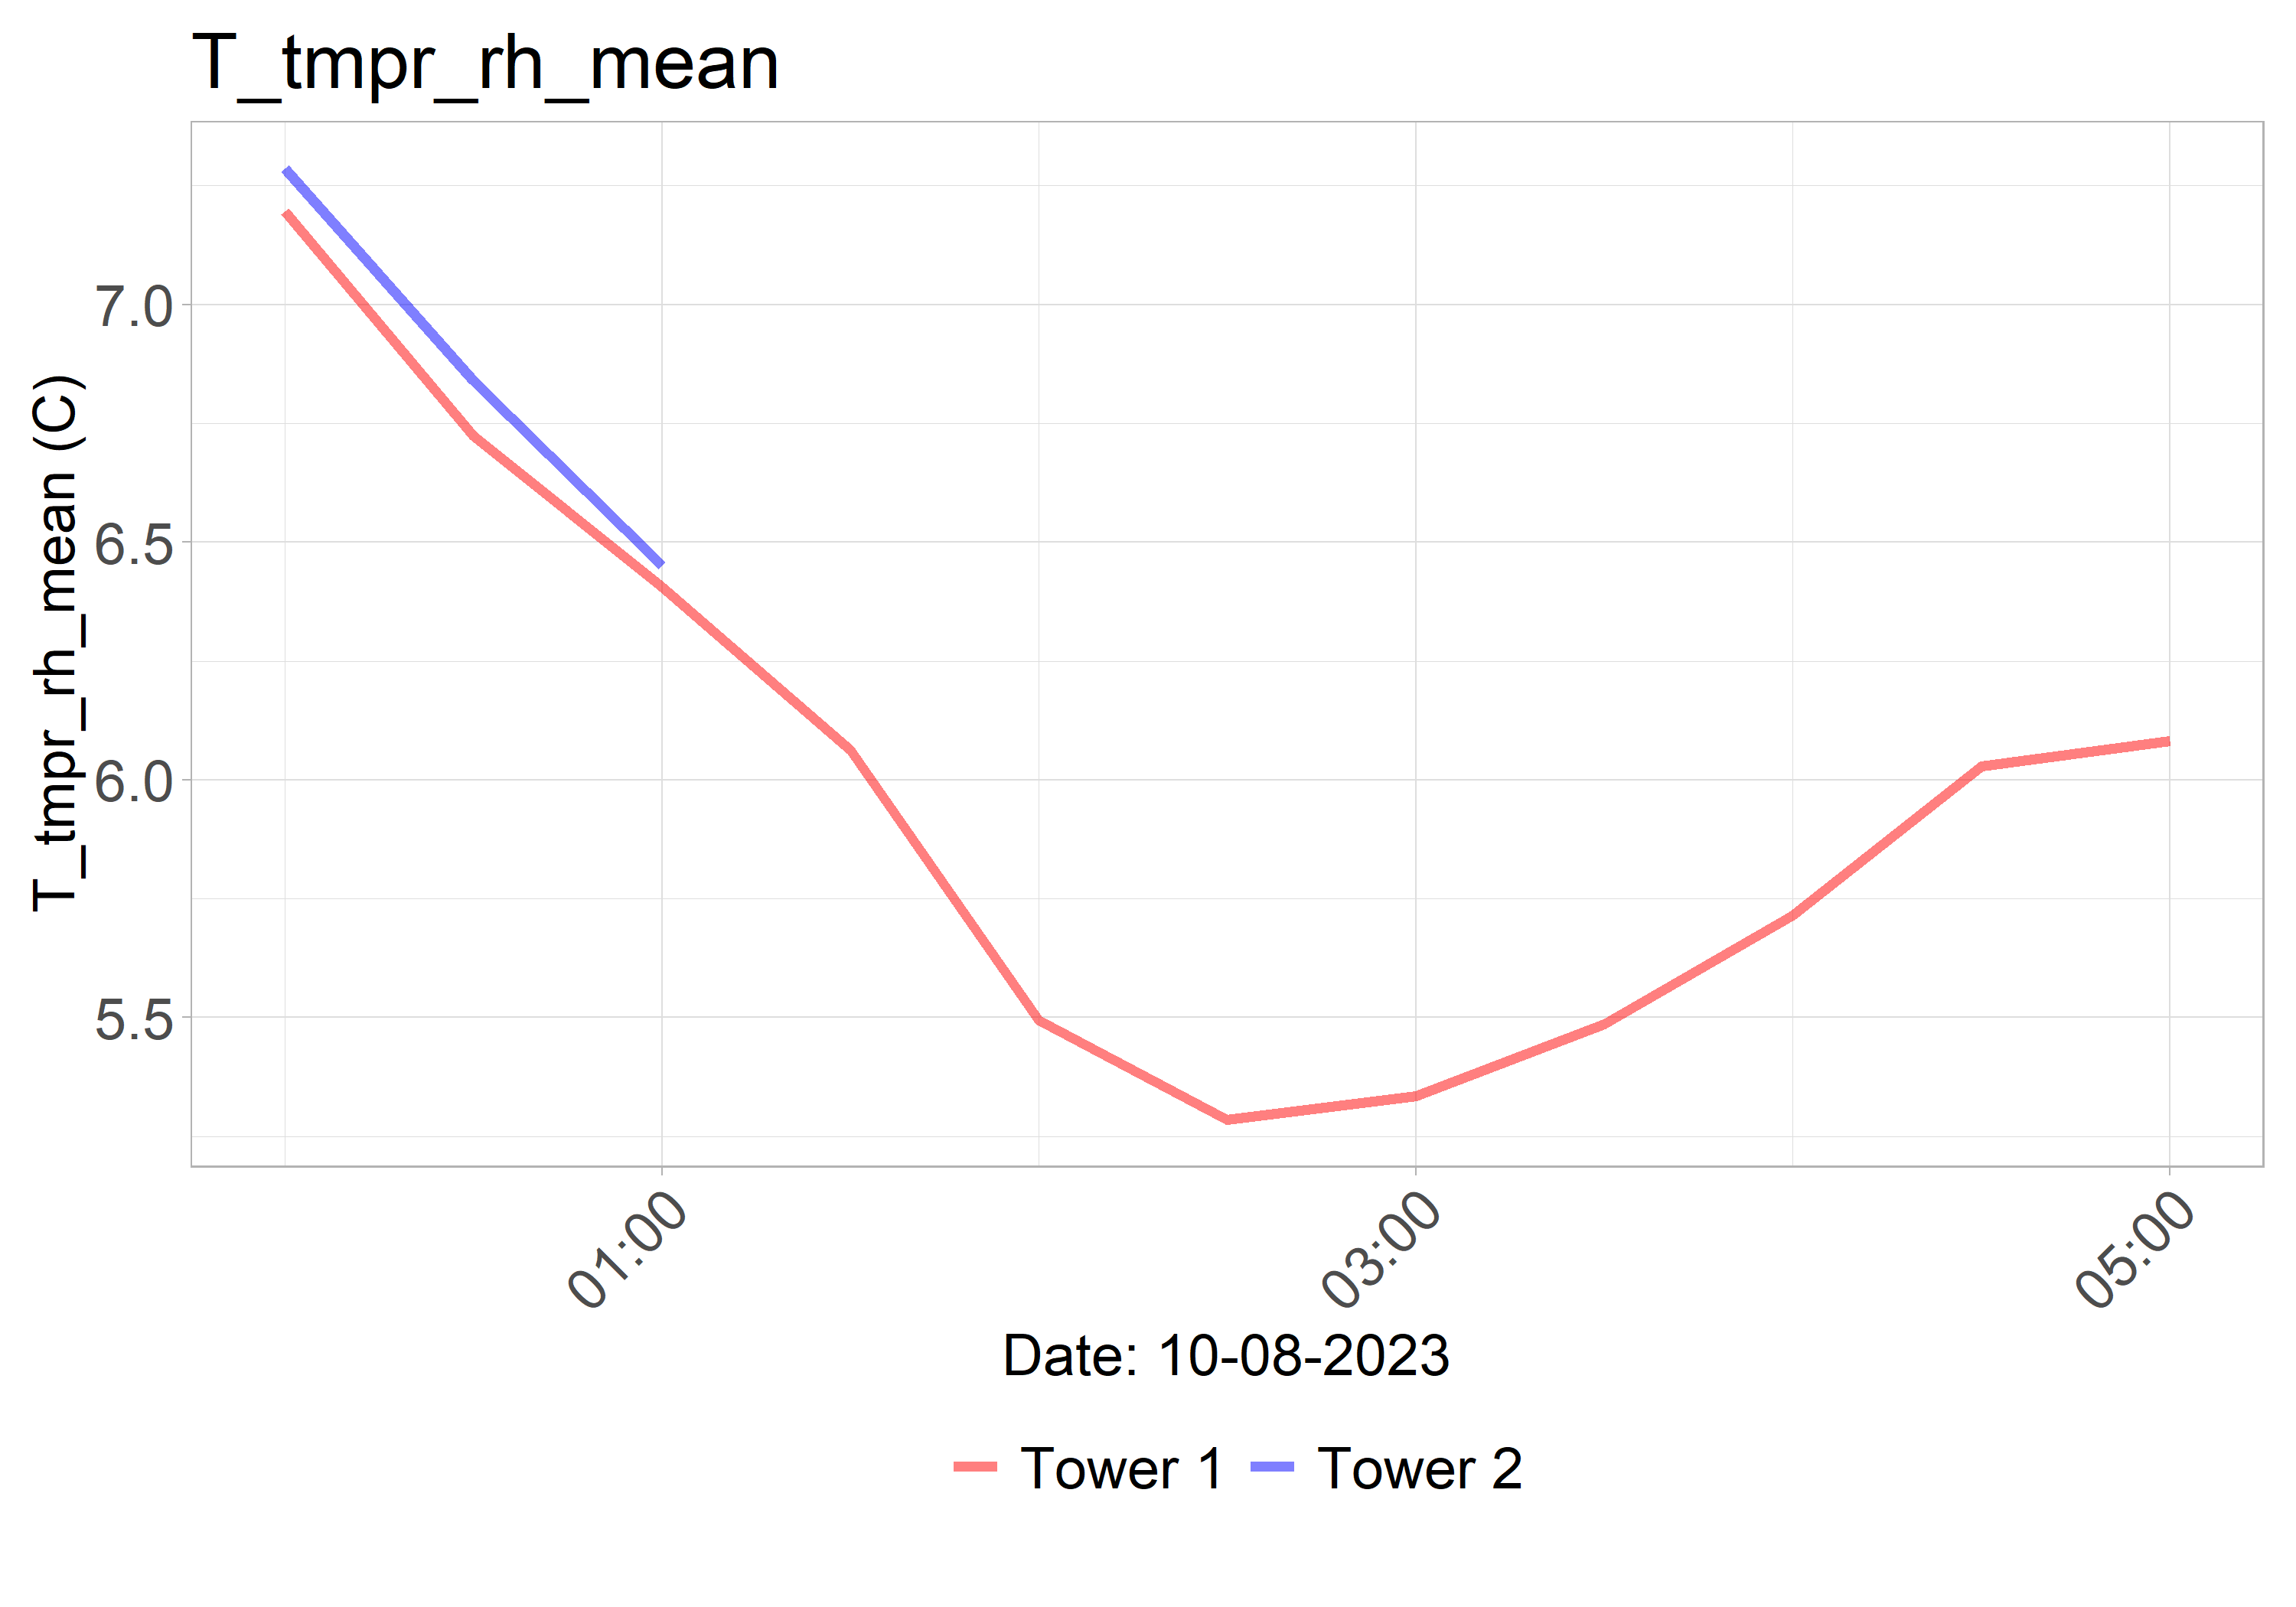 T_tmpr_rh_mean
T_tmpr_rh_mean (C)
7.0
6.5
6.0
5.5
01:00
03:00
05:00
Date: 10-08-2023
Tower 1
Tower 2